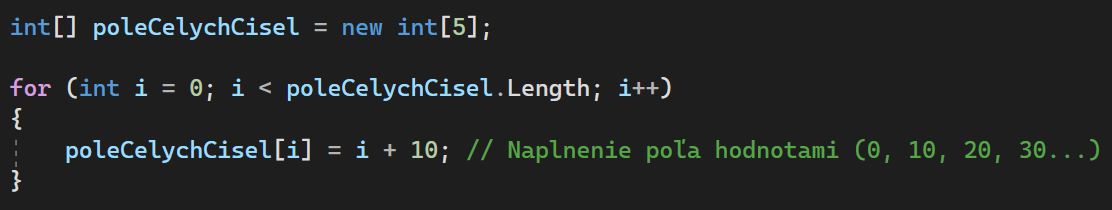 int[] poleCelychCisel = new int[5];

for (int i = 0; i < poleCelychCisel.Length; i++)
{
    poleCelychCisel[i] = i + 10; // Naplnenie poľa hodnotami (0, 10, 20, 30...)
}